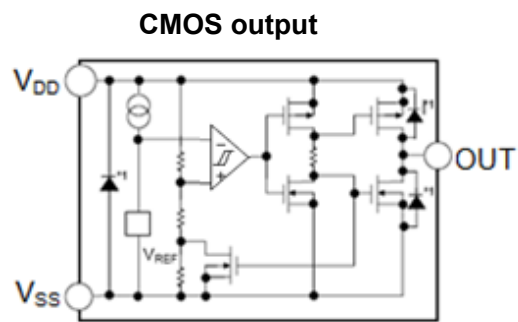 CMOS output
VDD
*1
*1
OUT
VREF
*1
VSS